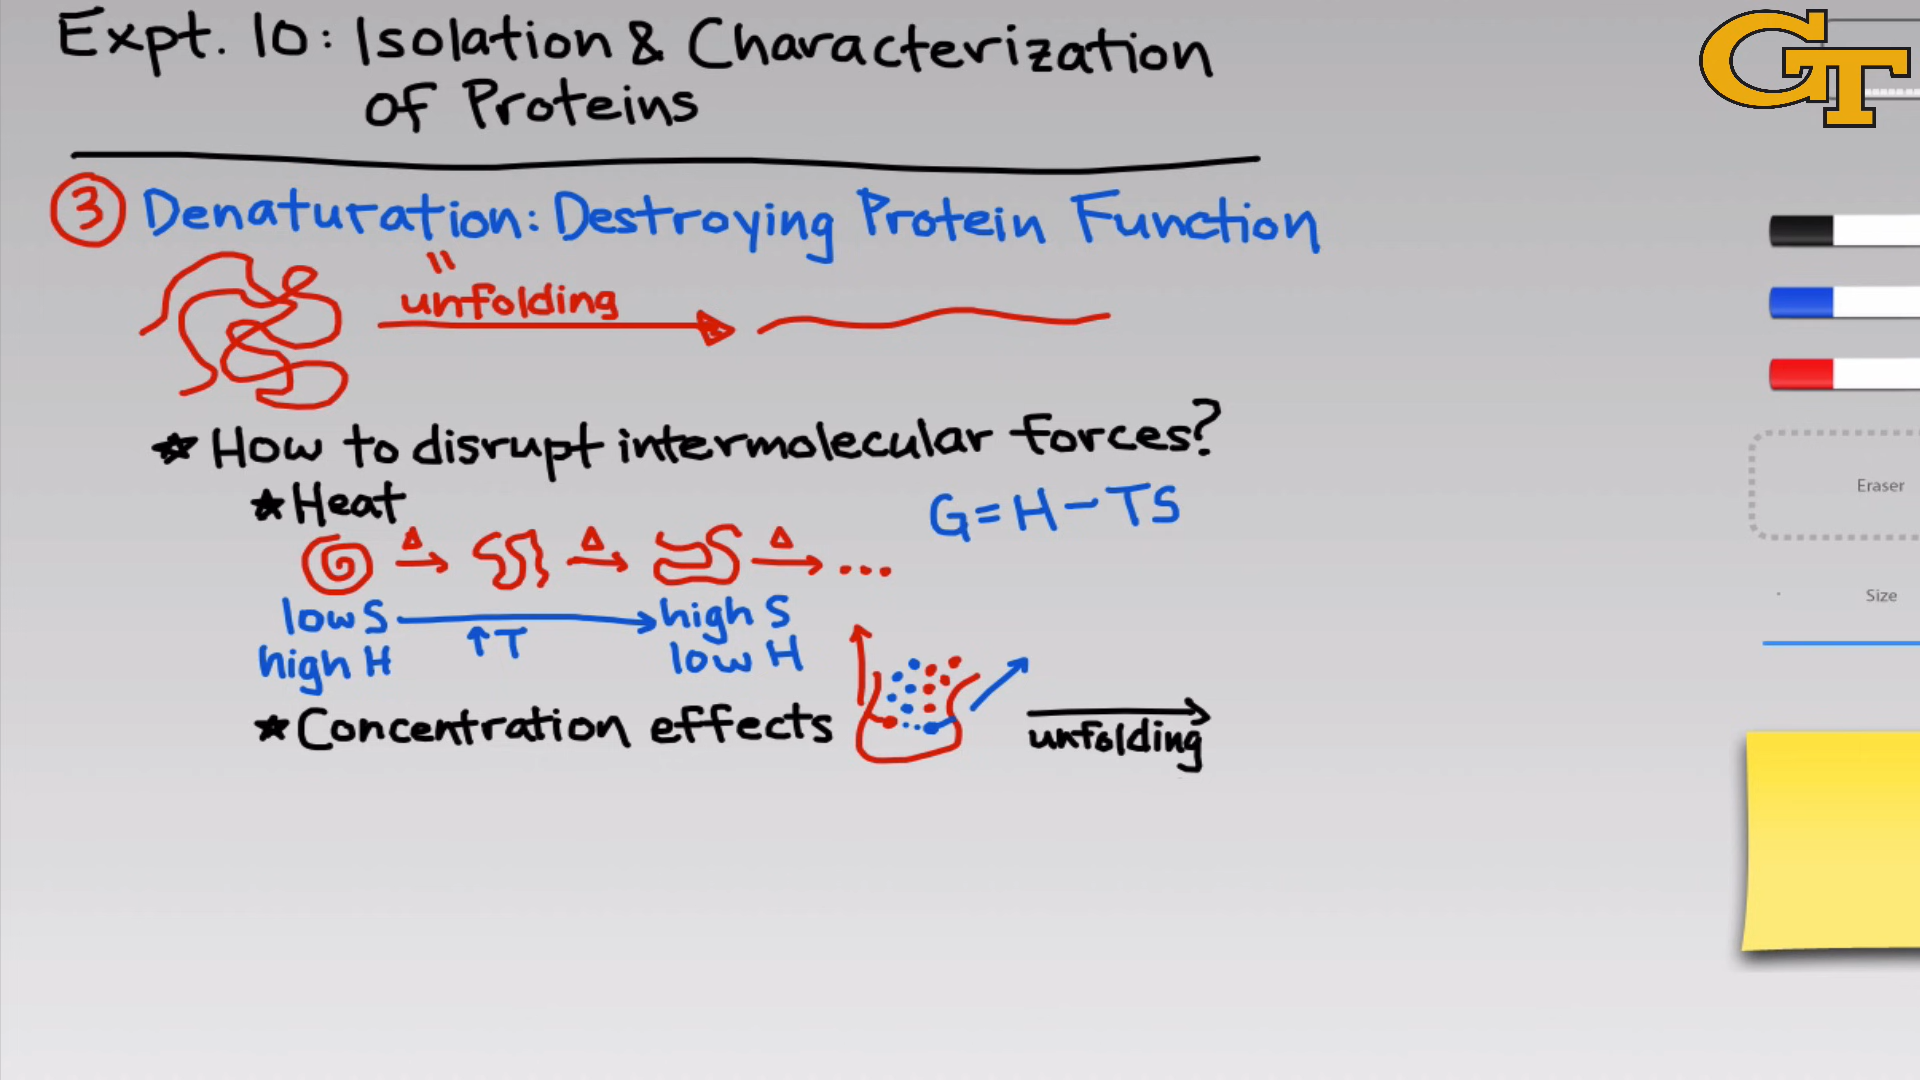 Expt. 10: Isolation & Characterization
of Proteins
GT
3 Denaturation: Destroying Protein Function
"
unfolding
★ How to disrupt intermolecular forces?
★ Heat
G = H - TS
Δ Δ Δ ...
low S ↑T high S
high H low H
★ Concentration effects
unfolding
Eraser
Size